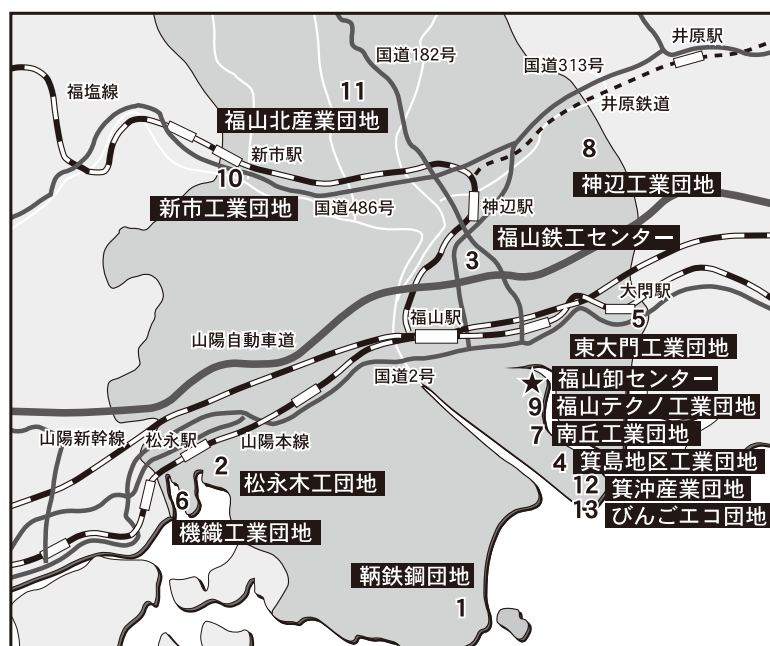 井原駅
国道182号
国道313号
福塩線
11
井原鉄道
福山北産業団地
8
新市駅
10
神辺工業団地
新市工業団地
国道486号
神辺駅
福山鉄工センター
3
大門駅
福山駅
5
山陽自動車道
東大門工業団地
国道2号
★福山卸センター
9 福山テクノ工業団地
7 南丘工業団地
山陽新幹線
松永駅
山陽本線
4 箕島地区工業団地
2
松永木工団地
12 箕沖産業団地
6
13 びんごエコ団地
機織工業団地
鞆鉄鋼団地
1